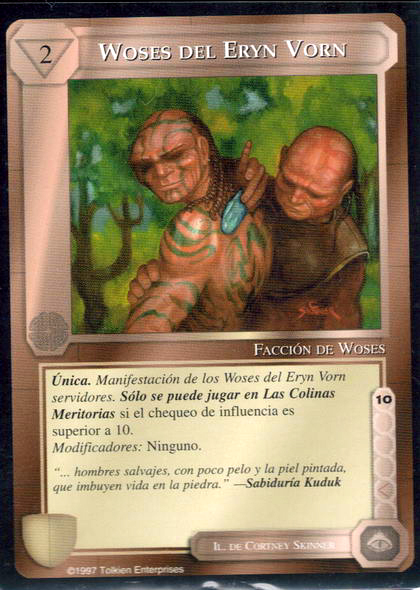 2
WOSES DEL ERYN VORN
FACCIÓN DE WOSES
Única. Manifestación de los Woses del Eryn Vorn
servidores. Sólo se puede jugar en Las Colinas
Meritorias si el chequeo de influencia es
superior a 10.
Modificadores: Ninguno.
10
“... hombres salvajes, con poco pelo y la piel pintada,
que imbuyen vida en la piedra.” —Sabiduría Kuduk
IL. DE CORTNEY SKINNER
©1997 Tolkien Enterprises